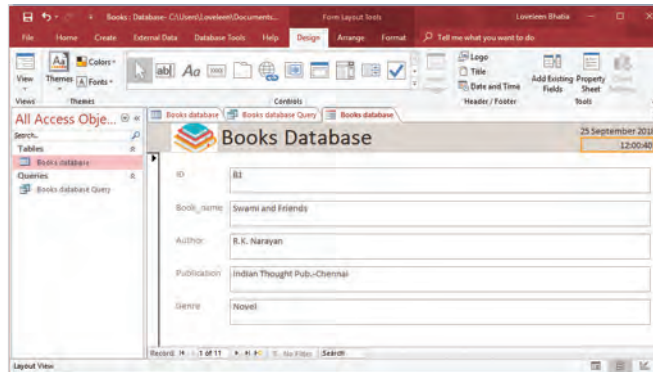 Books : Database- C:\Users\Loveleen\Documents... Form Layout Tools Loveleen Bhatia
File Home Create External Data Database Tools Help Design Arrange Format Tell me what you want to do
View Themes Colors Fonts Logo Title Date and Time Add Existing Fields Property Sheet
Views Themes Controls Header / Footer Tools
All Access Obje... Books database Books database Query Books database
Search..
Tables
Books database
Queries
Books database Query
Books Database
25 September 2018
12:00:40
ID B1
Book_name Swami and Friends
Author R.K. Narayan
Publication Indian Thought Pub.-Chennai
Genre Novel
Record: 1 of 11 No Filter Search
Layout View